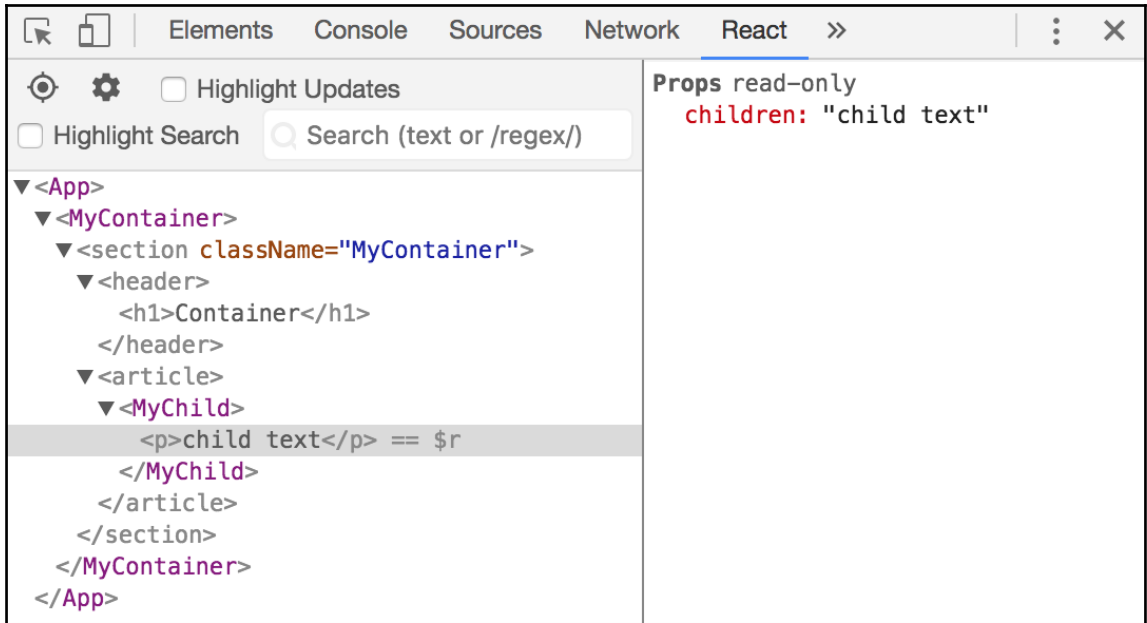 Elements Console Sources Network React »
Highlight Updates
Highlight Search Search (text or /regex/)
▼<App>
▼<MyContainer>
▼<section className="MyContainer">
▼<header>
<h1>Container</h1>
</header>
▼<article>
▼<MyChild>
<p>child text</p> == $r
</MyChild>
</article>
</section>
</MyContainer>
</App>
Props read-only
children: "child text"